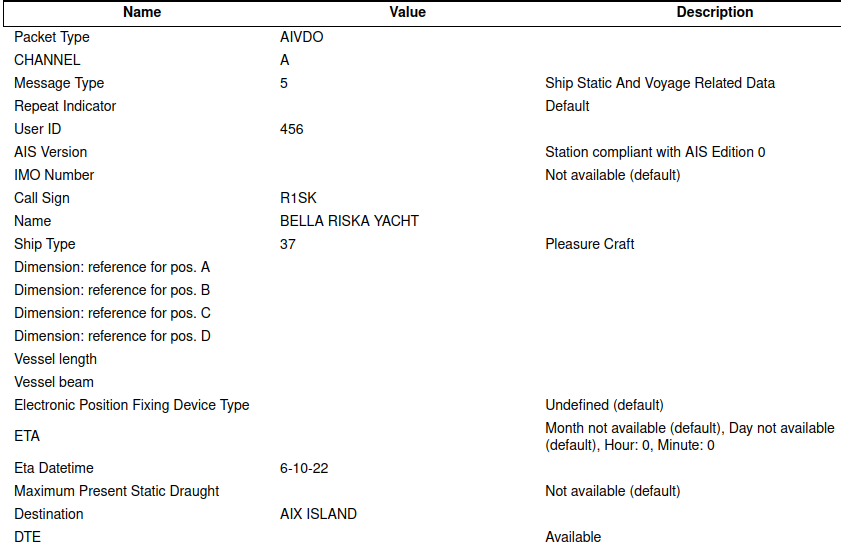 Name Value Description
Packet Type AIVDO
CHANNEL A
Message Type 5 Ship Static And Voyage Related Data
Repeat Indicator Default
User ID 456
AIS Version Station compliant with AIS Edition 0
IMO Number Not available (default)
Call Sign R1SK
Name BELLA RISKA YACHT
Ship Type 37 Pleasure Craft
Dimension: reference for pos. A
Dimension: reference for pos. B
Dimension: reference for pos. C
Dimension: reference for pos. D
Vessel length
Vessel beam
Electronic Position Fixing Device Type Undefined (default)
ETA Month not available (default), Day not available
(default), Hour: 0, Minute: 0
Eta Datetime 6-10-22
Maximum Present Static Draught Not available (default)
Destination AIX ISLAND
DTE Available